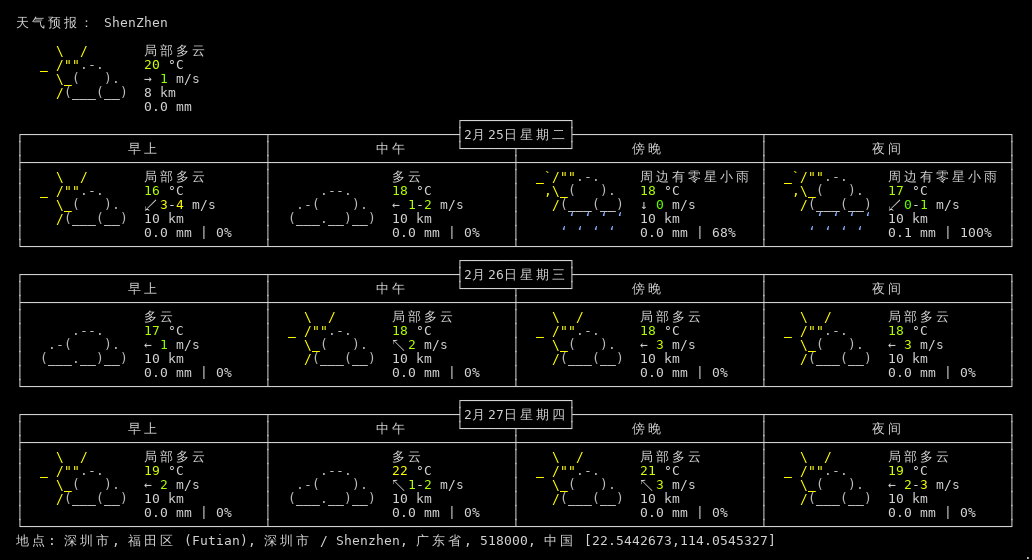 天气预报： ShenZhen
局部多云
20 °C
→ 1 m/s
8 km
0.0 mm
2月25日星期二
早上 中午 傍晚 夜间
局部多云 多云 周边有零星小雨 周边有零星小雨
16 °C 18 °C 18 °C 17 °C
↙ 3-4 m/s ← 1-2 m/s ↓ 0 m/s ↙ 0-1 m/s
10 km 10 km 10 km 10 km
0.0 mm | 0% 0.0 mm | 0% 0.0 mm | 68% 0.1 mm | 100%
2月26日星期三
早上 中午 傍晚 夜间
多云 局部多云 局部多云 局部多云
17 °C 18 °C 18 °C 18 °C
← 1 m/s ↖ 2 m/s ← 3 m/s ← 3 m/s
10 km 10 km 10 km 10 km
0.0 mm | 0% 0.0 mm | 0% 0.0 mm | 0% 0.0 mm | 0%
2月27日星期四
早上 中午 傍晚 夜间
局部多云 多云 局部多云 局部多云
19 °C 22 °C 21 °C 19 °C
← 2 m/s ↖ 1-2 m/s ↖ 3 m/s ← 2-3 m/s
10 km 10 km 10 km 10 km
0.0 mm | 0% 0.0 mm | 0% 0.0 mm | 0% 0.0 mm | 0%
地点: 深圳市, 福田区 (Futian), 深圳市 / Shenzhen, 广东省, 518000, 中国 [22.5442673,114.0545327]